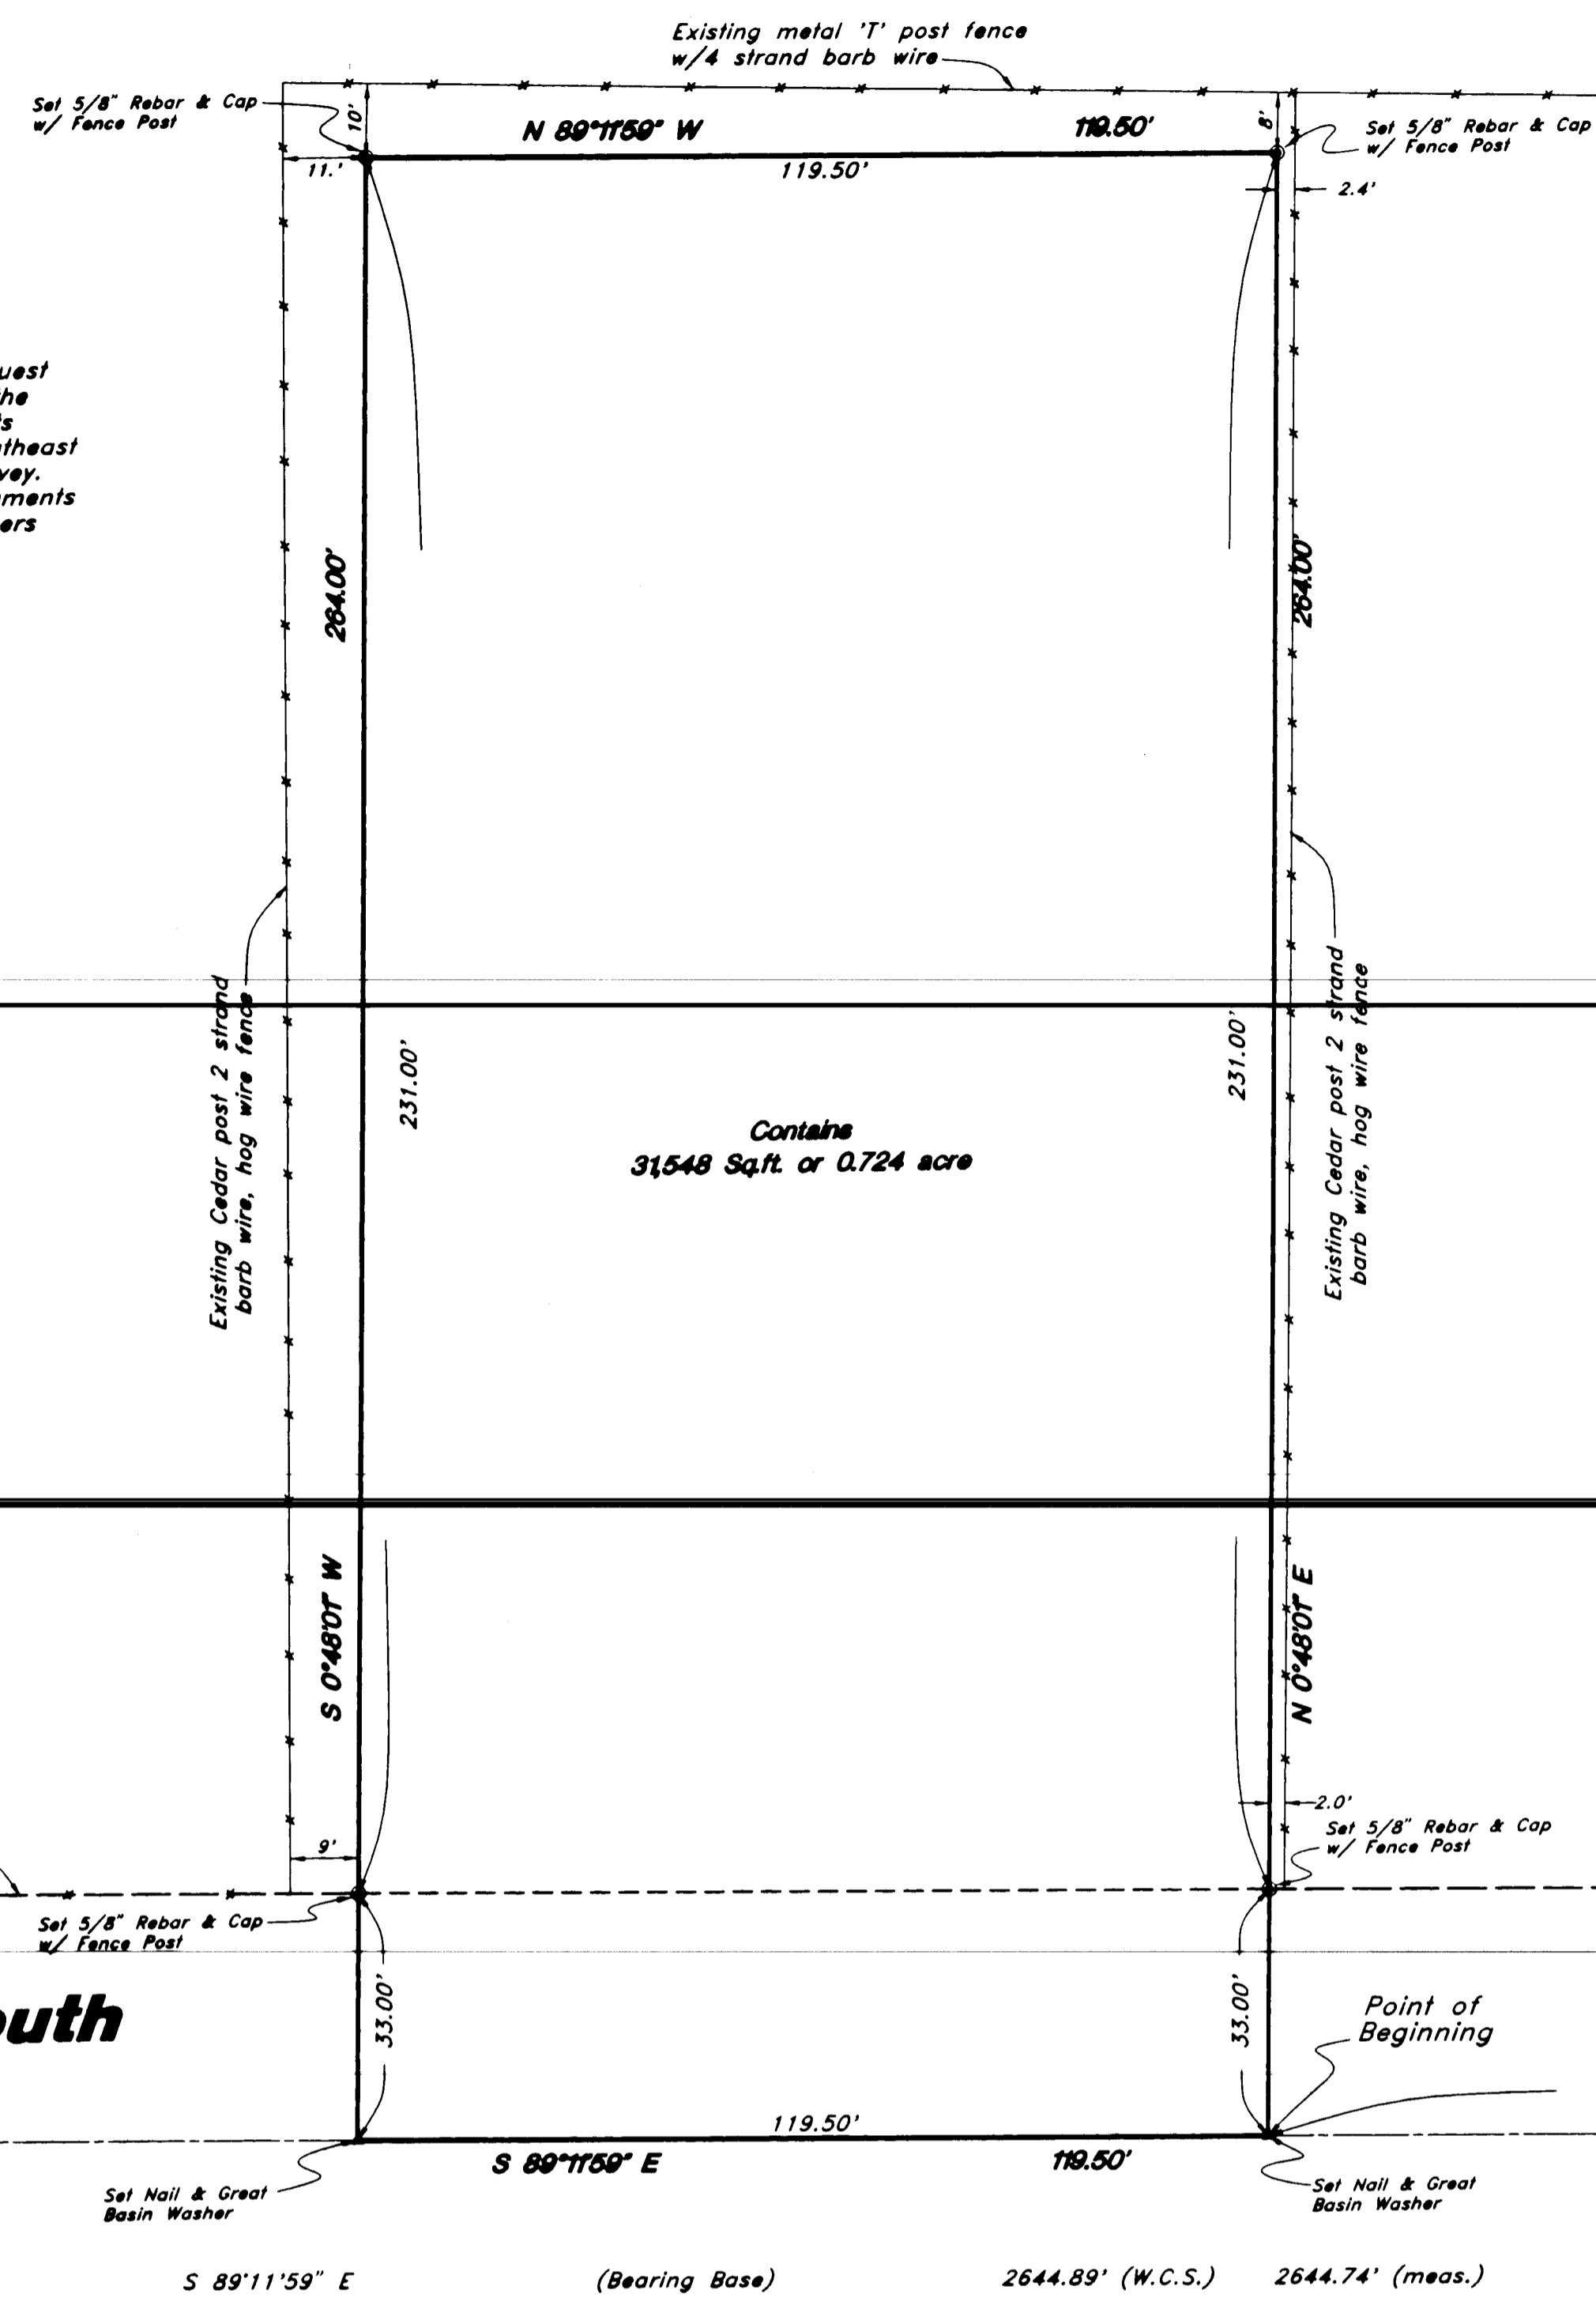 Existing metal 'T' post fence
w/4 strand barb wire
Set 5/8" Rebar & Cap
w/ Fence Post
10'
N 89°11'59" W
119.50'
8'
Set 5/8" Rebar & Cap
w/ Fence Post
11.'
119.50'
2.4'
uest
he
ts
theast
vey.
ments
ers
264.00'
264.00'
Existing Cedar post 2 strand
barb wire, hog wire fence
231.00'
231.00'
Existing Cedar post 2 strand
barb wire, hog wire fence
Contains
31,548 Sq.ft. or 0.724 acre
S 0°48'01" W
N 0°48'01" E
2.0'
Set 5/8" Rebar & Cap
w/ Fence Post
9'
Set 5/8" Rebar & Cap
w/ Fence Post
33.00'
33.00'
outh
Point of
Beginning
119.50'
S 89°11'59" E
119.50'
Set Nail & Great
Basin Washer
Set Nail & Great
Basin Washer
S 89°11'59" E (Bearing Base) 2644.89' (W.C.S.) 2644.74' (meas.)